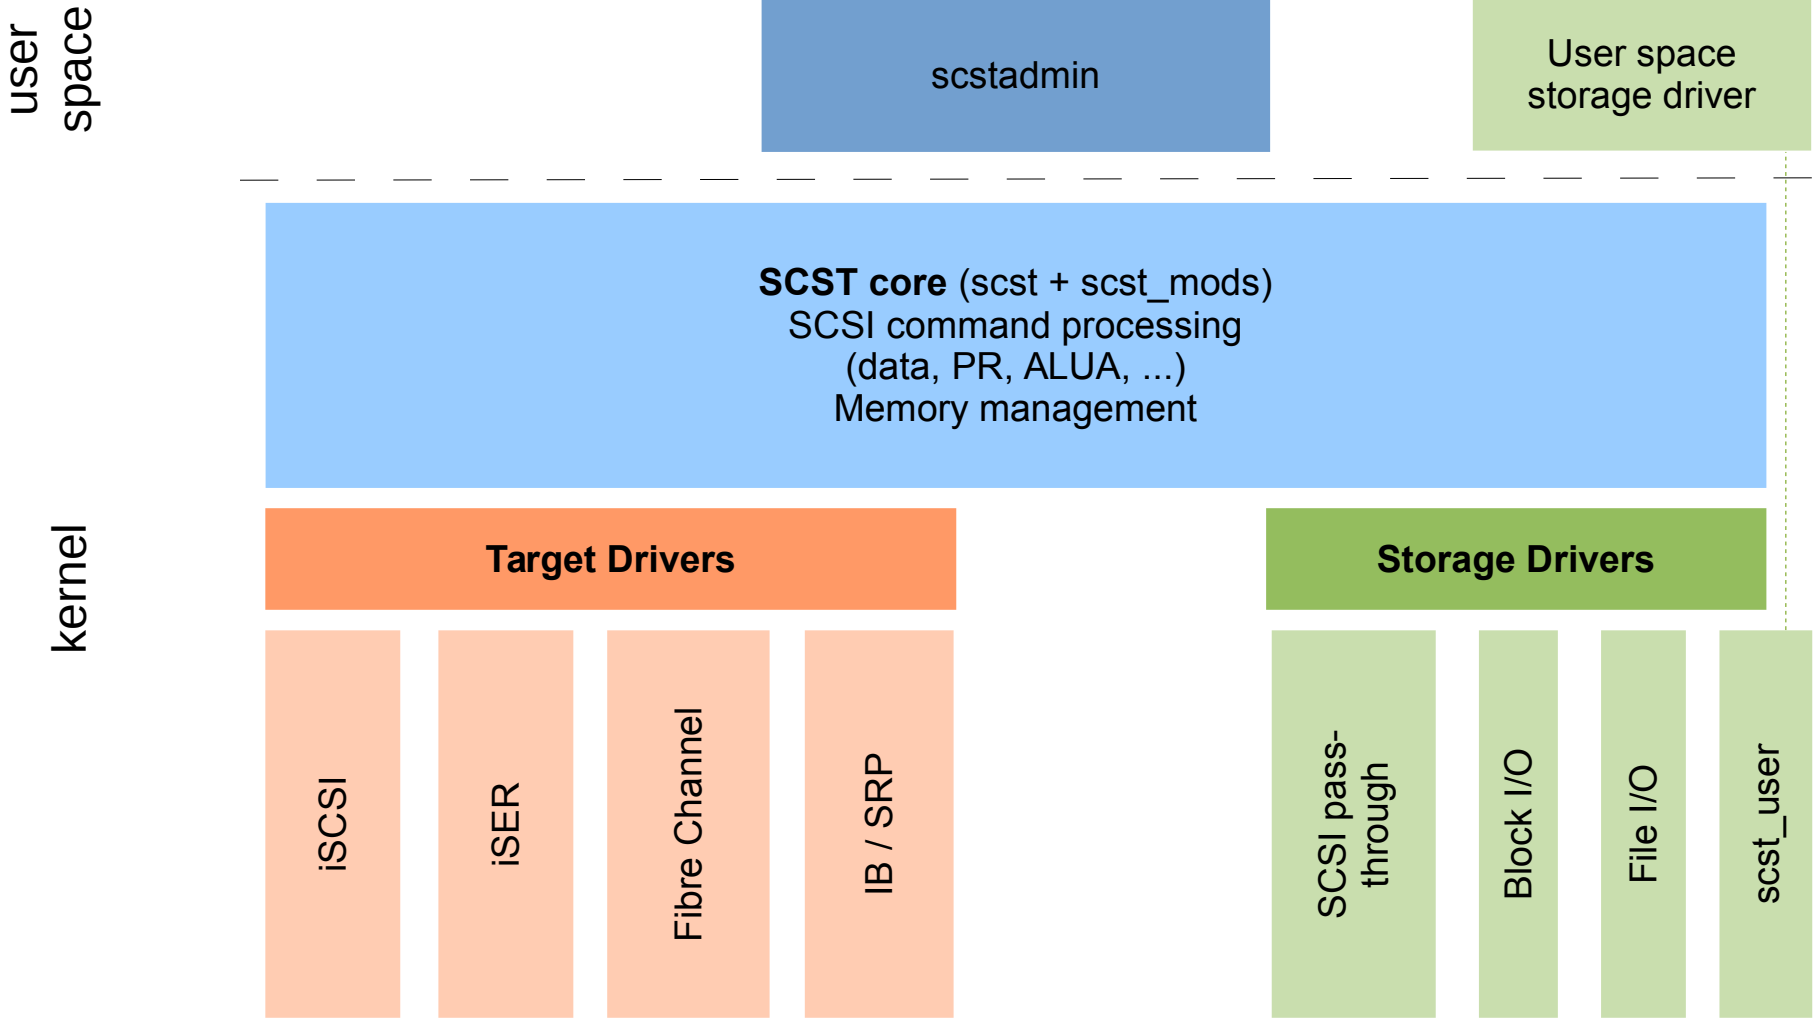 user
space
scstadmin
User space
storage driver
SCST core (scst + scst_mods)
SCSI command processing
(data, PR, ALUA, ...)
Memory management
kernel
Target Drivers
Storage Drivers
iSCSI
iSER
Fibre Channel
IB / SRP
SCSI pass-
through
Block I/O
File I/O
scst_user